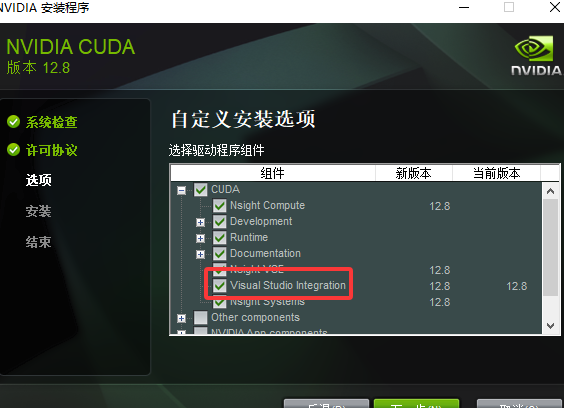 NVIDIA 安装程序
NVIDIA CUDA
版本 12.8
NVIDIA
系统检查
许可协议
选项
安装
结束
自定义安装选项
选择驱动程序组件
组件 新版本 当前版本
CUDA
Nsight Compute 12.8
Development
Runtime
Documentation
Nsight VSE 12.8
Visual Studio Integration 12.8 12.8
Nsight Systems 12.8
Other components
NVIDIA App components
后退(B) 下一步(N) 取消(C)